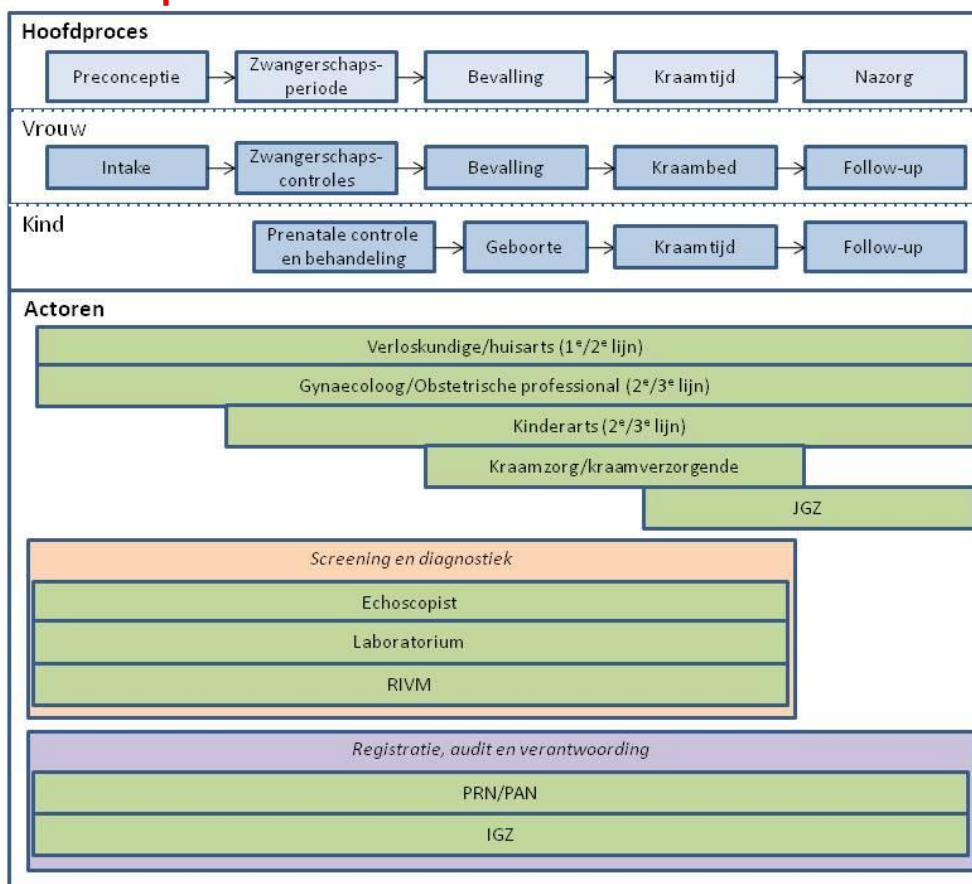 Hoofdproces
Preconceptie
Zwangerschaps-
periode
Bevalling
Kraamtijd
Nazorg
Vrouw
Intake
Zwangerschaps-
controles
Bevalling
Kraambed
Follow-up
Kind
Prenatale controle
en behandeling
Geboorte
Kraamtijd
Follow-up
Actoren
Verloskundige/huisarts (1ᵉ/2ᵉ lijn)
Gynaecoloog/Obstetrische professional (2ᵉ/3ᵉ lijn)
Kinderarts (2ᵉ/3ᵉ lijn)
Kraamzorg/kraamverzorgende
JGZ
Screening en diagnostiek
Echoscopist
Laboratorium
RIVM
Registratie, audit en verantwoording
PRN/PAN
IGZ